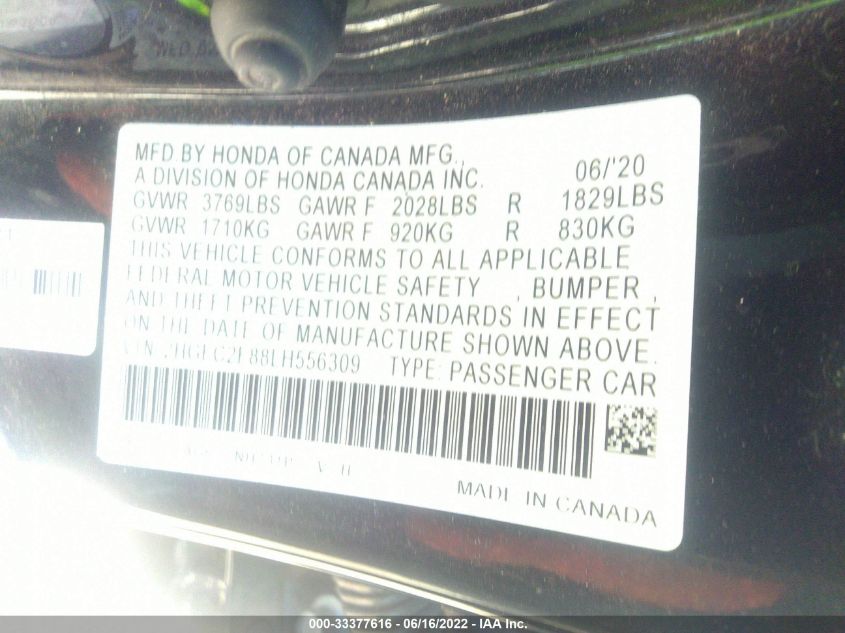 MFD.BY HONDA OF CANADA MFG., 06/'20
A DIVISION OF HONDA CANADA INC.
GVWR 3769LBS GAWR F 2028LBS R 1829LBS
GVWR 1710KG GAWR F 920KG R 830KG
THIS VEHICLE CONFORMS TO ALL APPLICABLE
FEDERAL MOTOR VEHICLE SAFETY , BUMPER ,
AND THEFT PREVENTION STANDARDS IN EFFECT
ON THE DATE OF MANUFACTURE SHOWN ABOVE.
TYPE: PASSENGER CAR
MADE IN CANADA
000-33377616 - 06/16/2022 - IAA Inc.